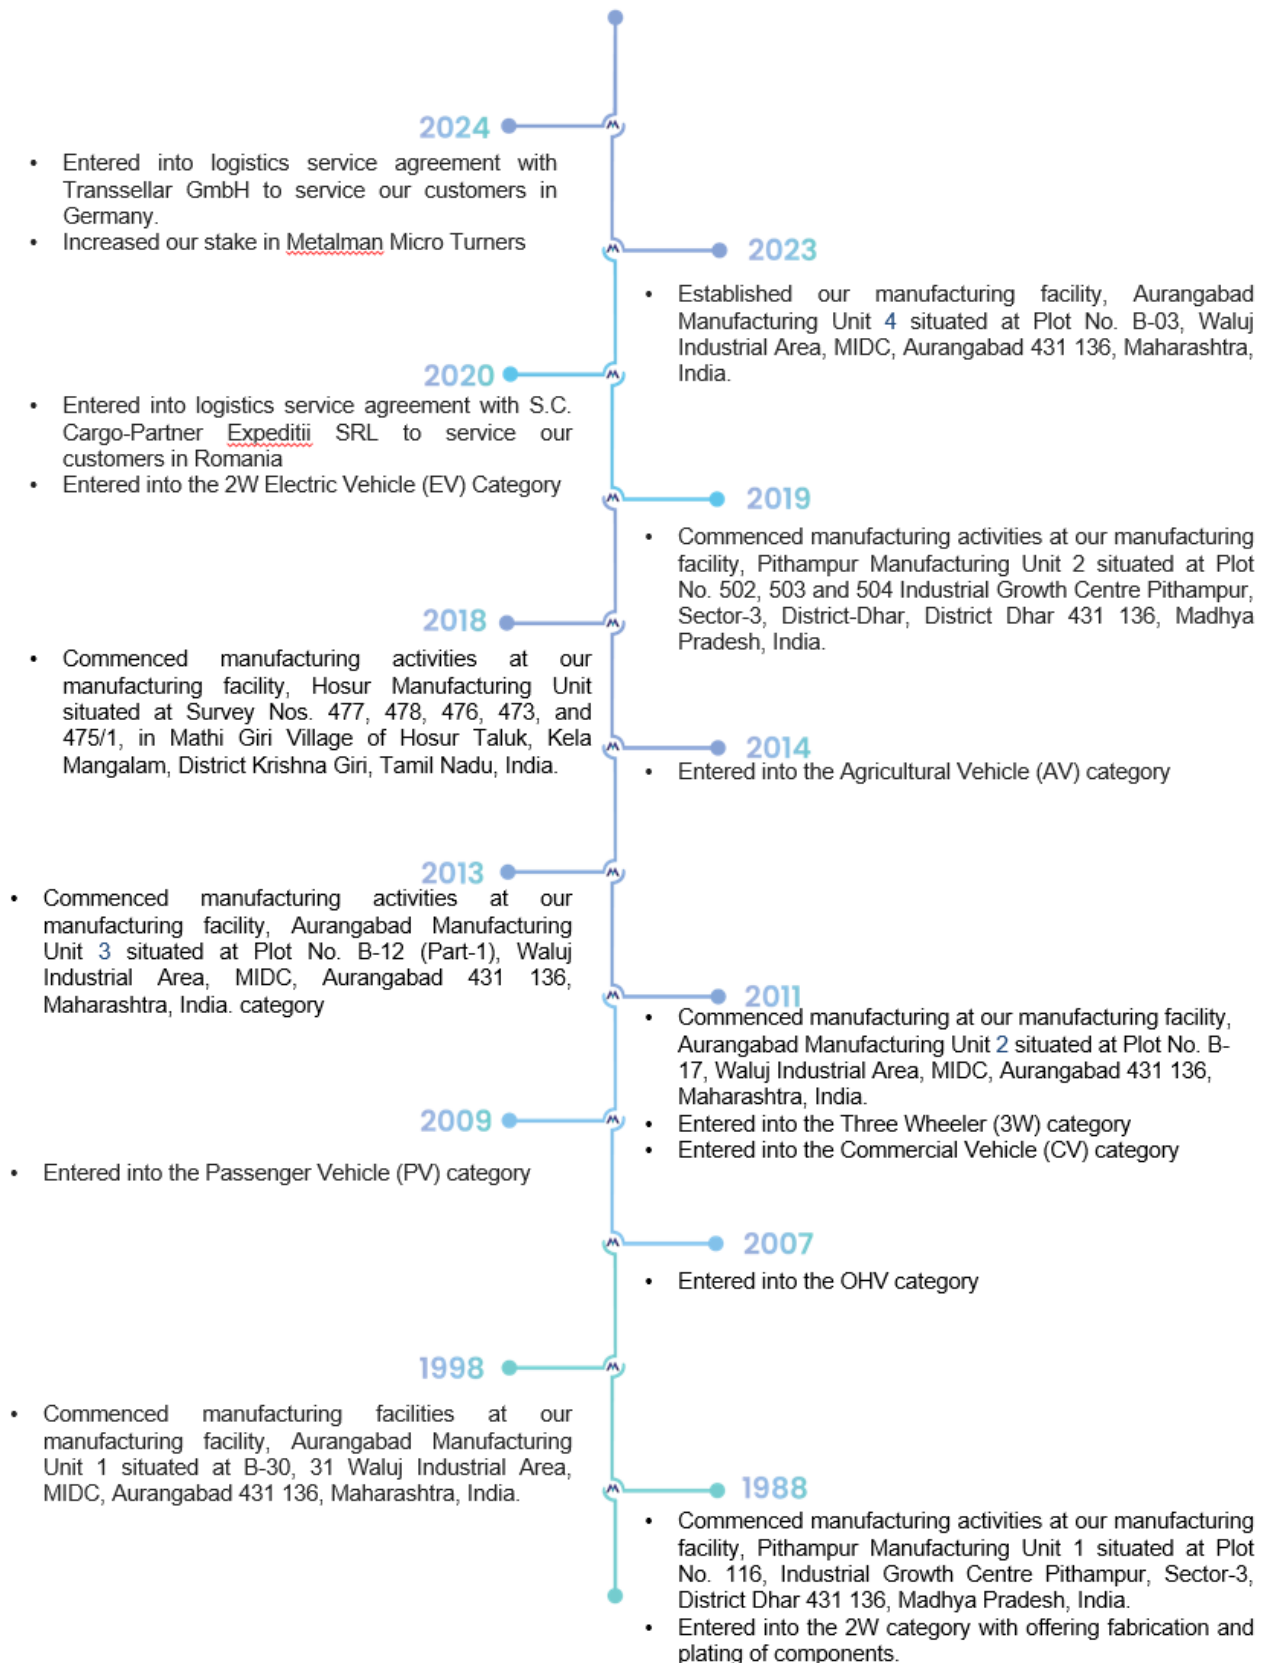 2024
• Entered into logistics service agreement with
Transsellar GmbH to service our customers in
Germany.
• Increased our stake in Metalman Micro Turners
2023
• Established our manufacturing facility, Aurangabad
Manufacturing Unit 4 situated at Plot No. B-03, Waluj
Industrial Area, MIDC, Aurangabad 431 136, Maharashtra,
India.
2020
• Entered into logistics service agreement with S.C.
Cargo-Partner Expeditii SRL to service our
customers in Romania
• Entered into the 2W Electric Vehicle (EV) Category
2019
• Commenced manufacturing activities at our manufacturing
facility, Pithampur Manufacturing Unit 2 situated at Plot
No. 502, 503 and 504 Industrial Growth Centre Pithampur,
Sector-3, District-Dhar, District Dhar 431 136, Madhya
Pradesh, India.
2018
• Commenced manufacturing activities at our
manufacturing facility, Hosur Manufacturing Unit
situated at Survey Nos. 477, 478, 476, 473, and
475/1, in Mathi Giri Village of Hosur Taluk, Kela
Mangalam, District Krishna Giri, Tamil Nadu, India.
2014
• Entered into the Agricultural Vehicle (AV) category
2013
• Commenced manufacturing activities at our
manufacturing facility, Aurangabad Manufacturing
Unit 3 situated at Plot No. B-12 (Part-1), Waluj
Industrial Area, MIDC, Aurangabad 431 136,
Maharashtra, India. category
2011
• Commenced manufacturing at our manufacturing facility,
Aurangabad Manufacturing Unit 2 situated at Plot No. B-
17, Waluj Industrial Area, MIDC, Aurangabad 431 136,
Maharashtra, India.
• Entered into the Three Wheeler (3W) category
• Entered into the Commercial Vehicle (CV) category
2009
• Entered into the Passenger Vehicle (PV) category
2007
• Entered into the OHV category
1998
• Commenced manufacturing facilities at our
manufacturing facility, Aurangabad Manufacturing
Unit 1 situated at B-30, 31 Waluj Industrial Area,
MIDC, Aurangabad 431 136, Maharashtra, India.
1988
• Commenced manufacturing activities at our manufacturing
facility, Pithampur Manufacturing Unit 1 situated at Plot
No. 116, Industrial Growth Centre Pithampur, Sector-3,
District Dhar 431 136, Madhya Pradesh, India.
• Entered into the 2W category with offering fabrication and
plating of components.